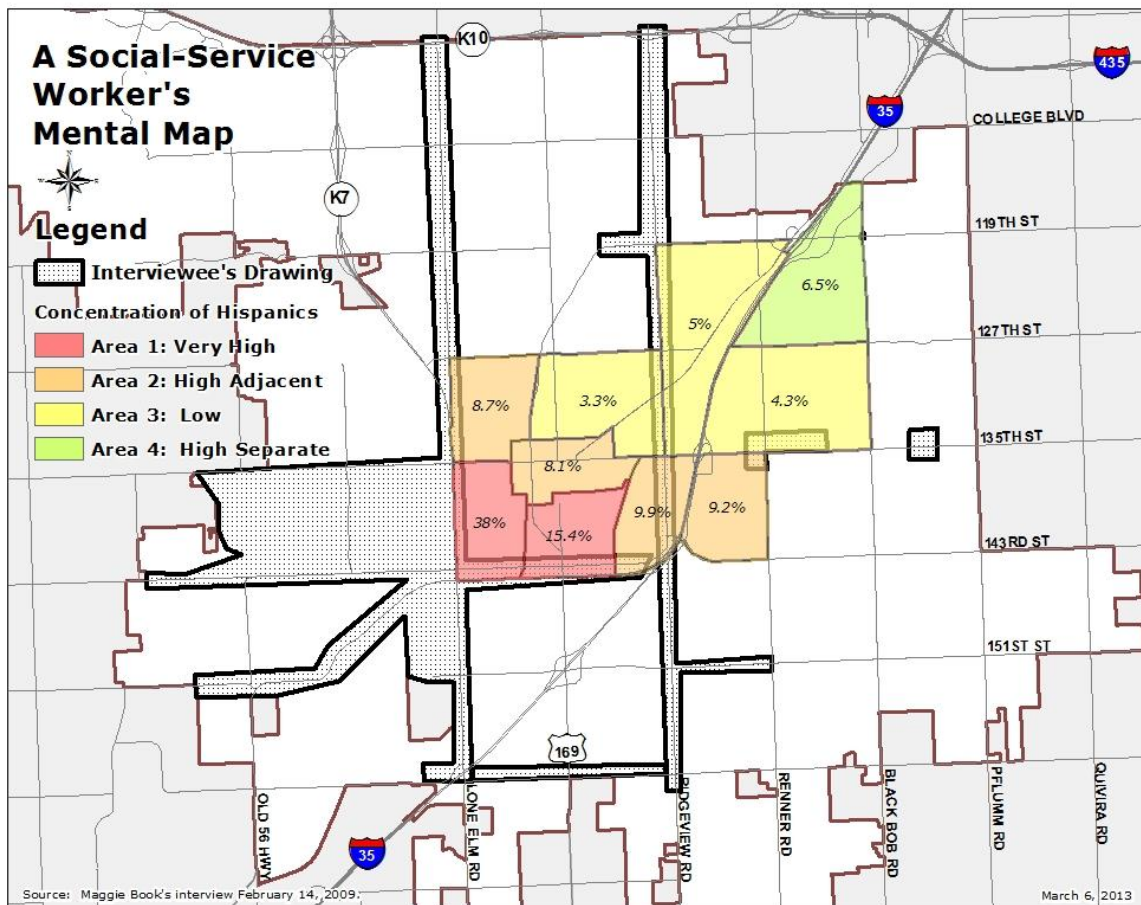 A Social-Service
Worker's
Mental Map
K10
435
35
COLLEGE BLVD
K7
Legend
119TH ST
Interviewee's Drawing
Concentration of Hispanics
6.5%
Area 1: Very High
5%
127TH ST
Area 2: High Adjacent
8.7%
3.3%
4.3%
Area 3: Low
135TH ST
Area 4: High Separate
8.1%
38%
15.4%
9.9%
9.2%
143RD ST
151ST ST
169
OLD 56 HWY
LONE ELM RD
RIDGEVIEW RD
RENNER RD
BLACK BOB RD
PFLUMM RD
QUIVIRA RD
35
Source: Maggie Book's interview February 14, 2009.
March 6, 2013